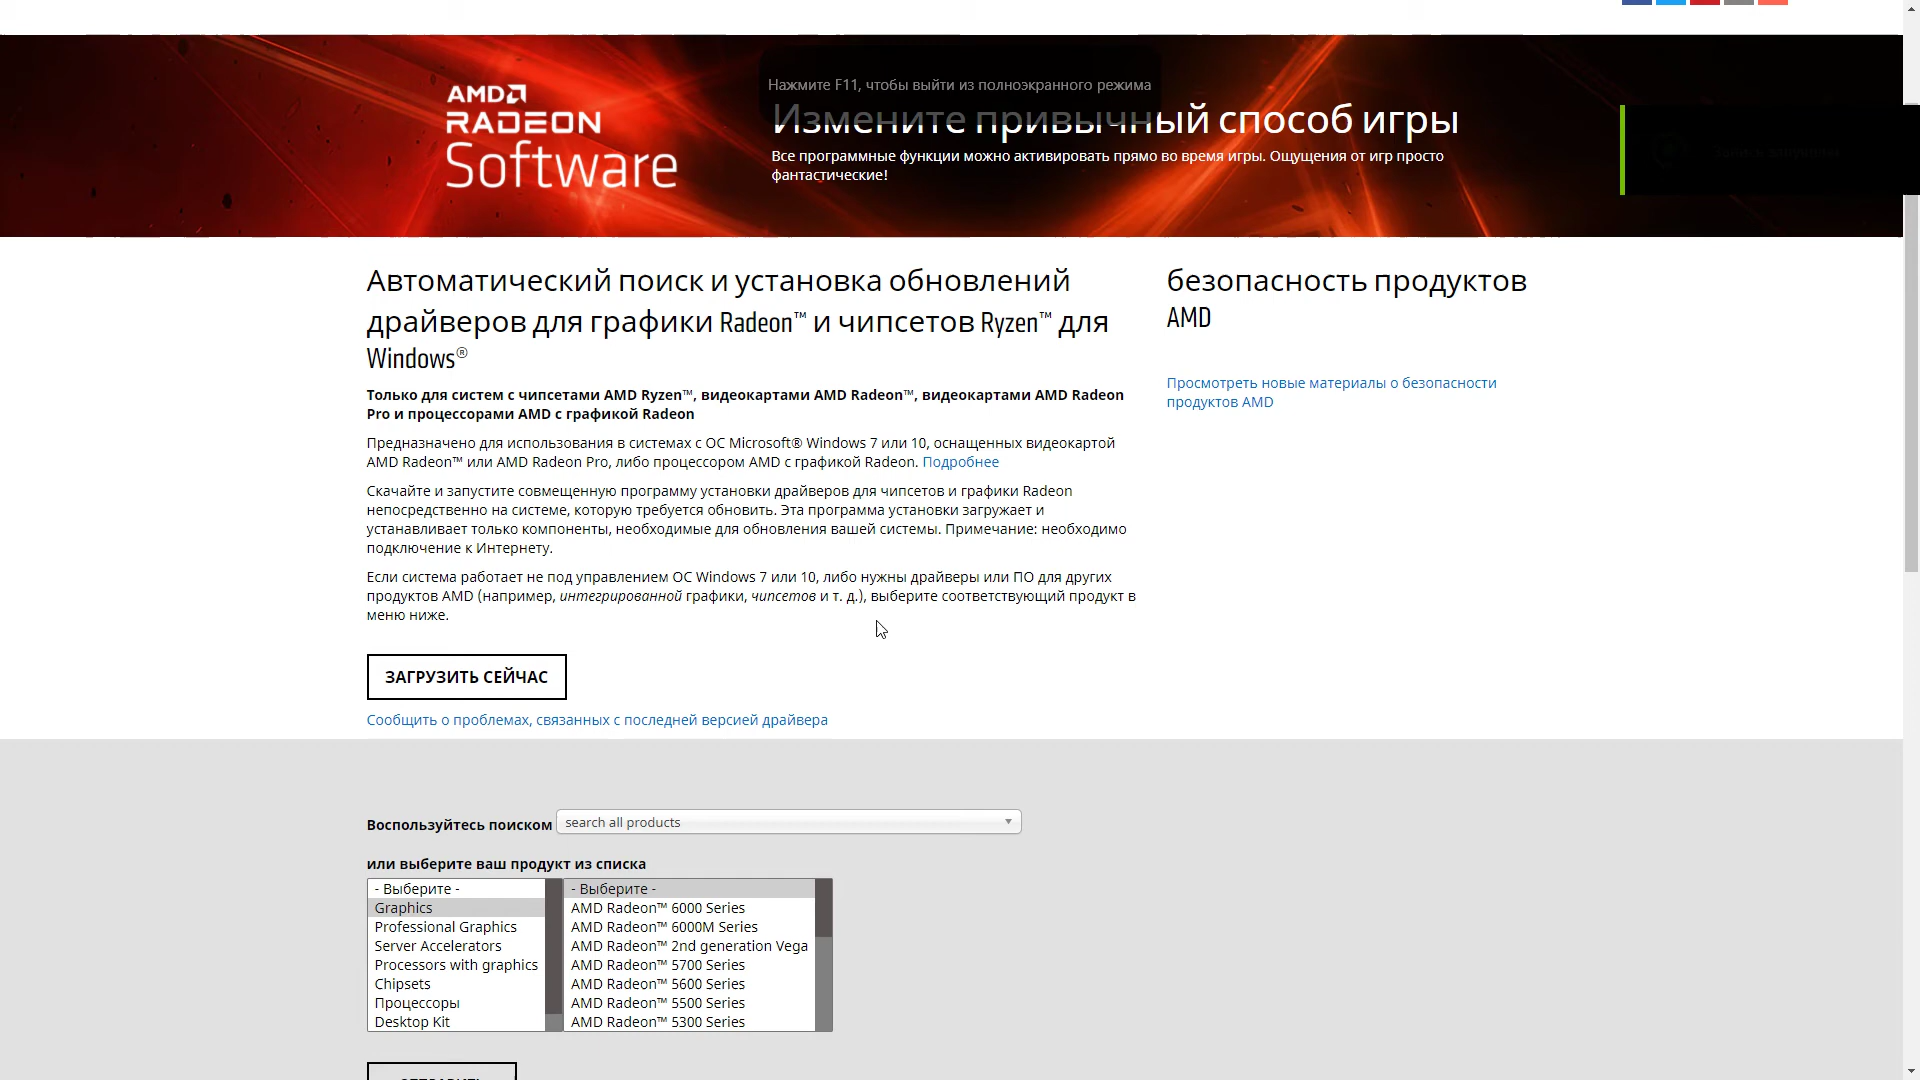 Нажмите F11, чтобы выйти из полноэкранного режима
AMD
RADEON
Software
Измените привычный способ игры
Все программные функции можно активировать прямо во время игры. Ощущения от игр просто
фантастические!
Автоматический поиск и установка обновлений
драйверов для графики Radeon™ и чипсетов Ryzen™ для
Windows®
Только для систем с чипсетами AMD Ryzen™, видеокартами AMD Radeon™, видеокартами AMD Radeon
Pro и процессорами AMD с графикой Radeon
Предназначено для использования в системах с ОС Microsoft® Windows 7 или 10, оснащенных видеокартой
AMD Radeon™ или AMD Radeon Pro, либо процессором AMD с графикой Radeon. Подробнее
Скачайте и запустите совмещенную программу установки драйверов для чипсетов и графики Radeon
непосредственно на системе, которую требуется обновить. Эта программа установки загружает и
устанавливает только компоненты, необходимые для обновления вашей системы. Примечание: необходимо
подключение к Интернету.
Если система работает не под управлением ОС Windows 7 или 10, либо нужны драйверы или ПО для других
продуктов AMD (например, интегрированной графики, чипсетов и т. д.), выберите соответствующий продукт в
меню ниже.
ЗАГРУЗИТЬ СЕЙЧАС
Сообщить о проблемах, связанных с последней версией драйвера
безопасность продуктов
AMD
Просмотреть новые материалы о безопасности
продуктов AMD
Воспользуйтесь поиском search all products
или выберите ваш продукт из списка
- Выберите -
Graphics
Professional Graphics
Server Accelerators
Processors with graphics
Chipsets
Процессоры
Desktop Kit
- Выберите -
AMD Radeon™ 6000 Series
AMD Radeon™ 6000M Series
AMD Radeon™ 2nd generation Vega
AMD Radeon™ 5700 Series
AMD Radeon™ 5600 Series
AMD Radeon™ 5500 Series
AMD Radeon™ 5300 Series